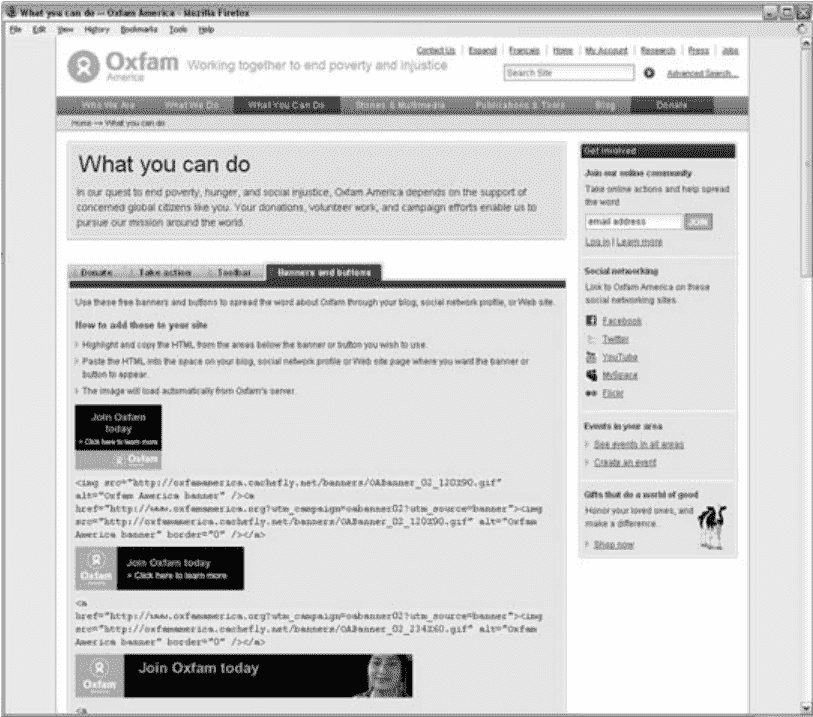 What you can do -- Oxfam America - Mozilla Firefox
File Edit View History Bookmarks Tools Help
Contact Us | Espanol | Francais | Home | My Account | Research | Press | Jobs
Oxfam
America
Working together to end poverty and injustice
Search Site
Advanced Search...
Who We Are What We Do What You Can Do Stories & Multimedia Publications & Tools Blog Donate
Home → What you can do
What you can do
In our quest to end poverty, hunger, and social injustice, Oxfam America depends on the support of
concerned global citizens like you. Your donations, volunteer work, and campaign efforts enable us to
pursue our mission around the world.
Donate Take action Toolbar Banners and buttons
Use these free banners and buttons to spread the word about Oxfam through your blog, social network profile, or Web site.
How to add these to your site
Highlight and copy the HTML from the areas below the banner or button you wish to use.
Paste the HTML into the space on your blog, social network profile or Web site page where you want the banner or
button to appear.
The image will load automatically from Oxfam's server.
Join Oxfam
today
» Click here to learn more
Oxfam
<img src="http://oxfamamerica.cachefly.net/banners/OABanner_02_120X90.gif"
alt="Oxfam America banner" /><a
href="http://www.oxfamamerica.org?utm_campaign=oabanner02?utm_source=banner"><img
src="http://oxfamamerica.cachefly.net/banners/OABanner_02_120X90.gif" alt="Oxfam
America banner" border="0" /></a>
Oxfam
Join Oxfam today
» Click here to learn more
<a
href="http://www.oxfamamerica.org?utm_campaign=oabanner02?utm_source=banner"><img
src="http://oxfamamerica.cachefly.net/banners/OABanner_02_234X60.gif" alt="Oxfam
America banner" border="0" /></a>
Oxfam
Join Oxfam today
<a
Get involved
Join our online community
Take online actions and help spread
the word
email address JOIN
Log in | Learn more
Social networking
Link to Oxfam America on these
social networking sites.
Facebook
Twitter
YouTube
MySpace
Flickr
Events in your area
See events in all areas
Create an event
Gifts that do a world of good
Honor your loved ones, and
make a difference.
Shop now